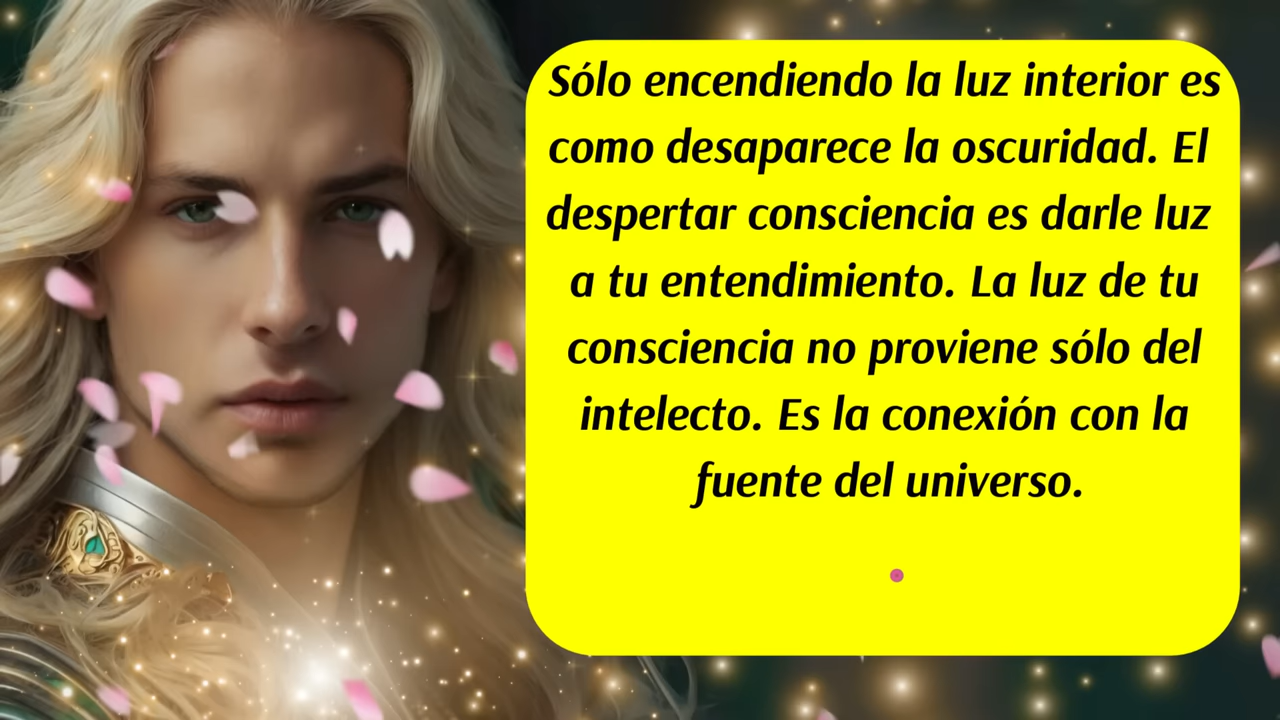 Sólo encendiendo la luz interior es
como desaparece la oscuridad. El
despertar consciencia es darle luz
a tu entendimiento. La luz de tu
consciencia no proviene sólo del
intelecto. Es la conexión con la
fuente del universo.